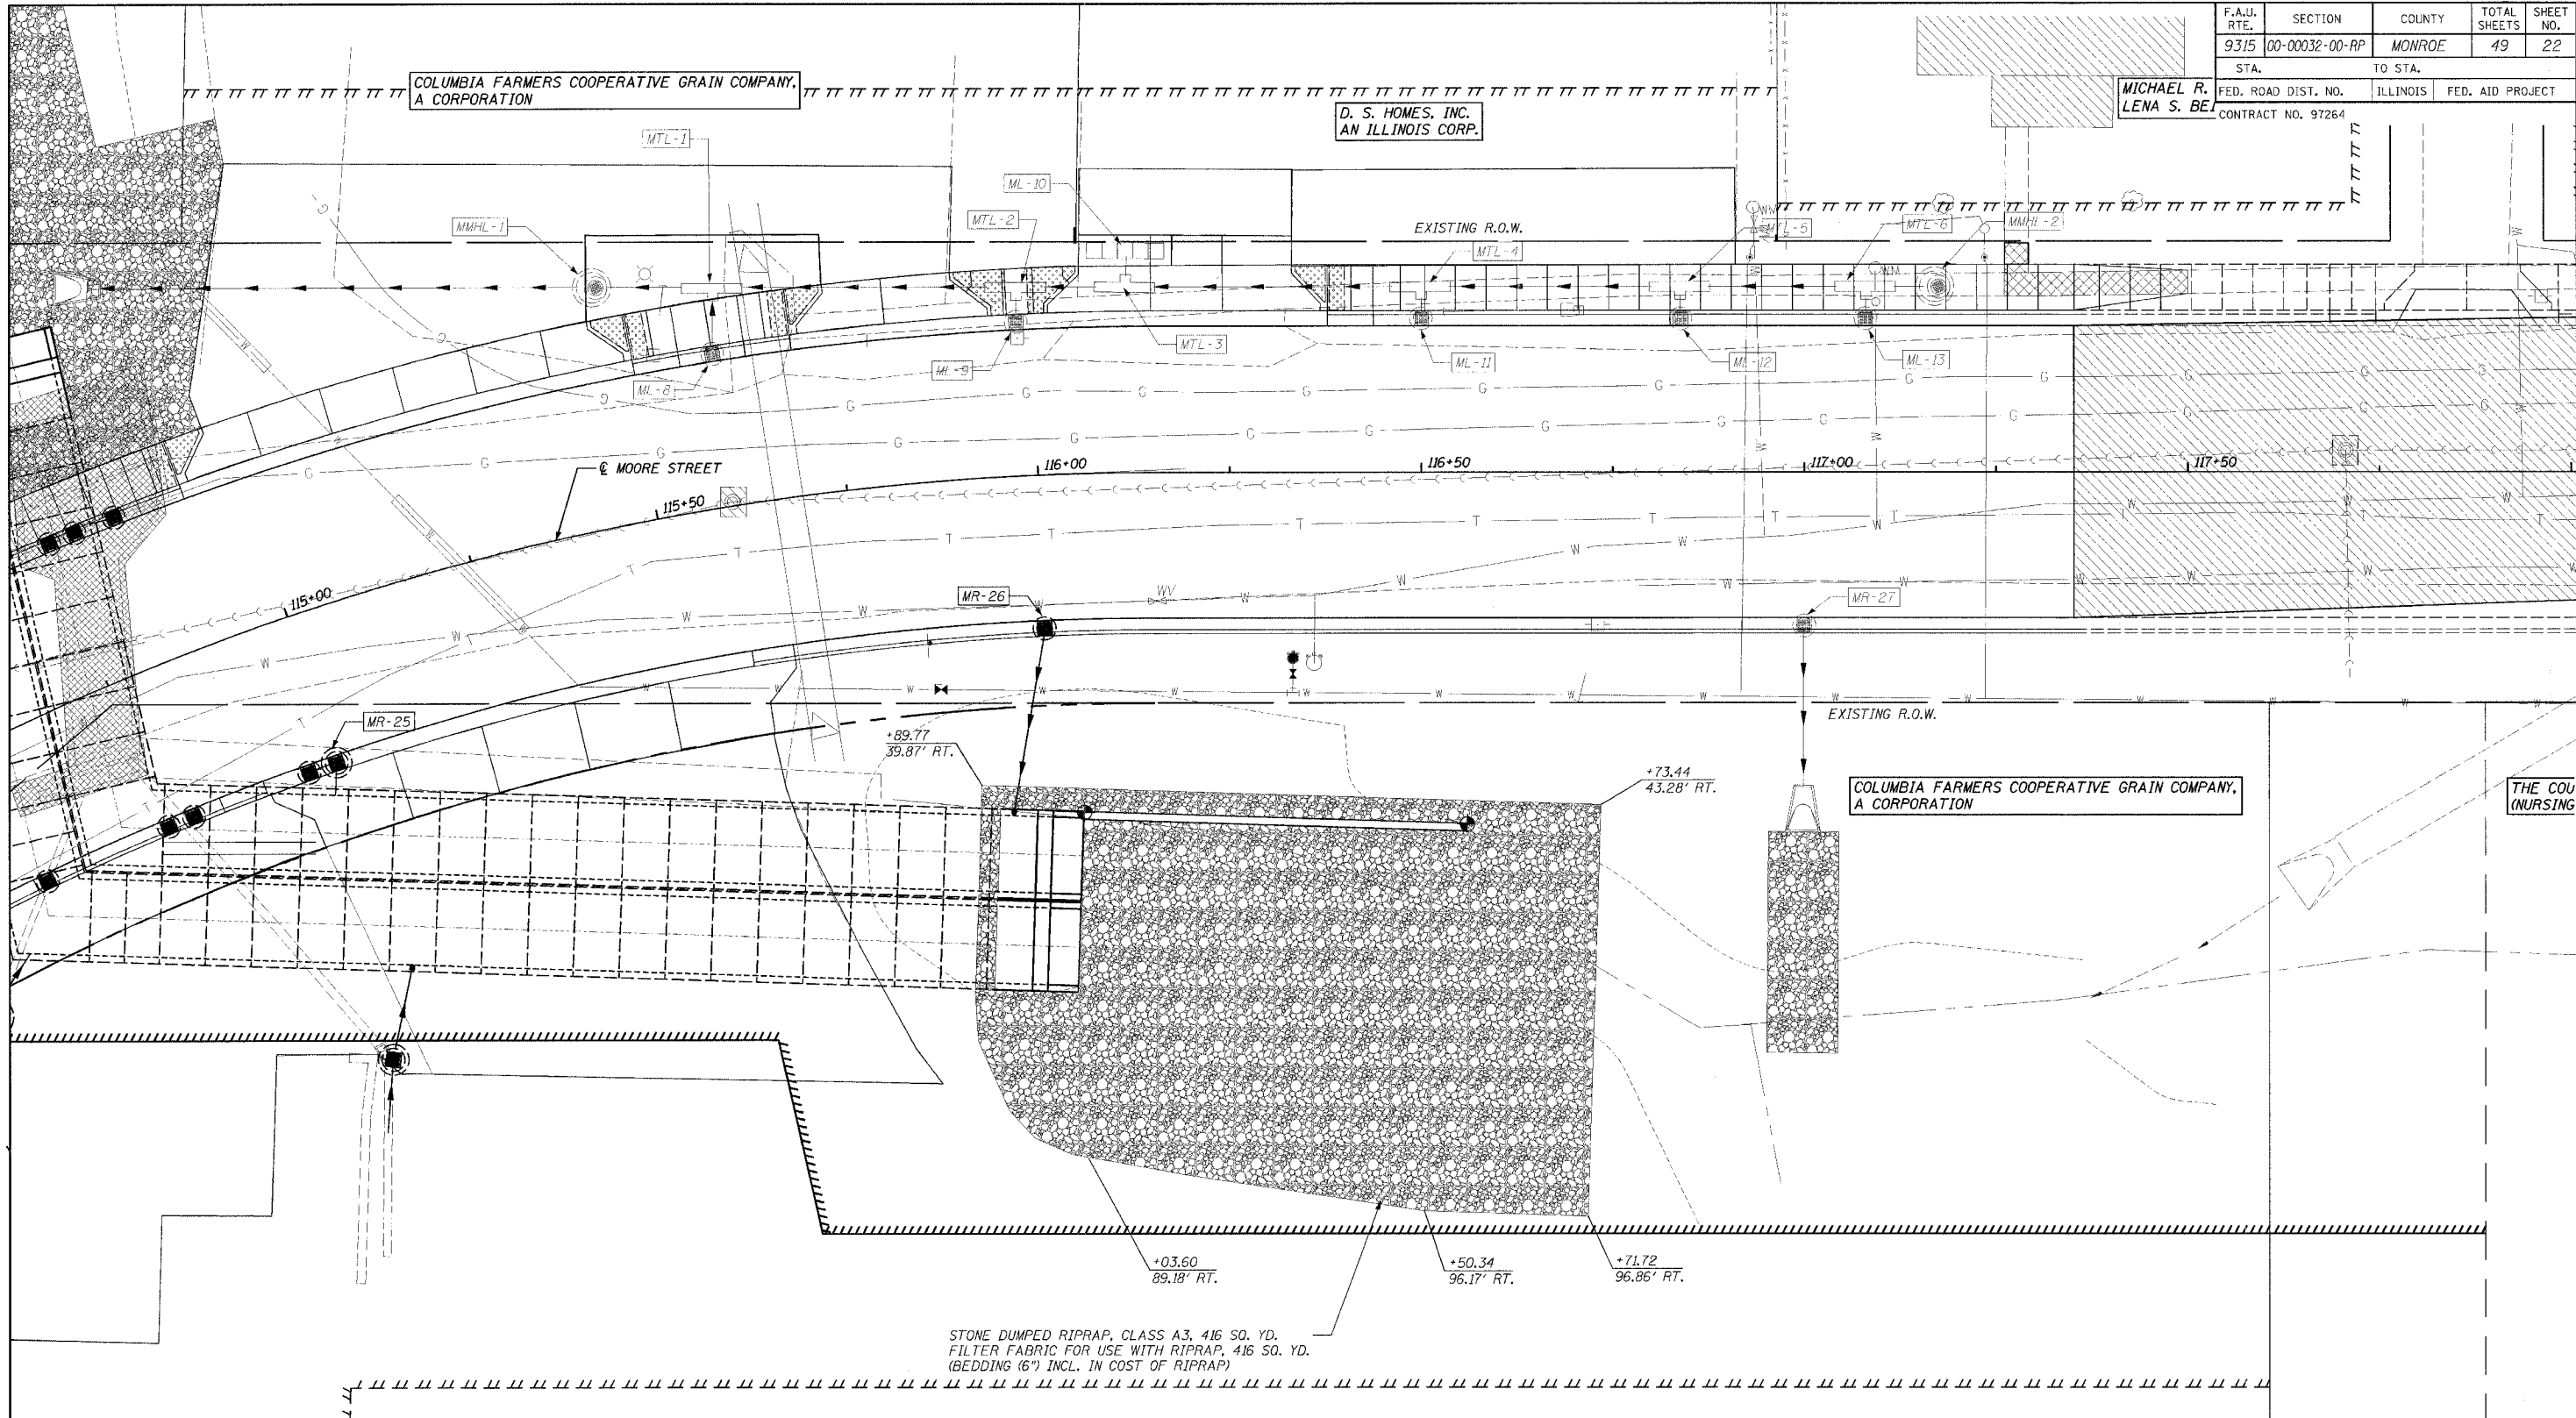 F.A.U. RTE. SECTION COUNTY TOTAL SHEETS SHEET NO.
9315 00-00032-00-RP MONROE 49 22
STA. TO STA.
FED. ROAD DIST. NO. ILLINOIS FED. AID PROJECT
CONTRACT NO. 97264
COLUMBIA FARMERS COOPERATIVE GRAIN COMPANY,
A CORPORATION
D. S. HOMES, INC.
AN ILLINOIS CORP.
MICHAEL R.
LENA S.
MTL-1
ML-10
MMHL-1
MTL-2
EXISTING R.O.W.
MTL-4
MTL-5
MTL-6
MMHL-2
WM
WM
MTL-3
ML-8
ML-9
ML-11
ML-12
ML-13
G G G G G G G G G
G G G G G G G G G G G
℄ MOORE STREET
115+00
115+50
116+00
116+50
117+00
117+50
T T T T T T T T T
W W W W W WV W W W W W
MR-26
MR-27
MR-25
W W W W W W W W W W W W
EXISTING R.O.W.
+89.77
39.87' RT.
+73.44
43.28' RT.
COLUMBIA FARMERS COOPERATIVE GRAIN COMPANY,
A CORPORATION
THE COU
(NURSING
+03.60
89.18' RT.
+50.34
96.17' RT.
+71.72
96.86' RT.
STONE DUMPED RIPRAP, CLASS A3, 416 SQ. YD.
FILTER FABRIC FOR USE WITH RIPRAP, 416 SQ. YD.
(BEDDING (6") INCL. IN COST OF RIPRAP)